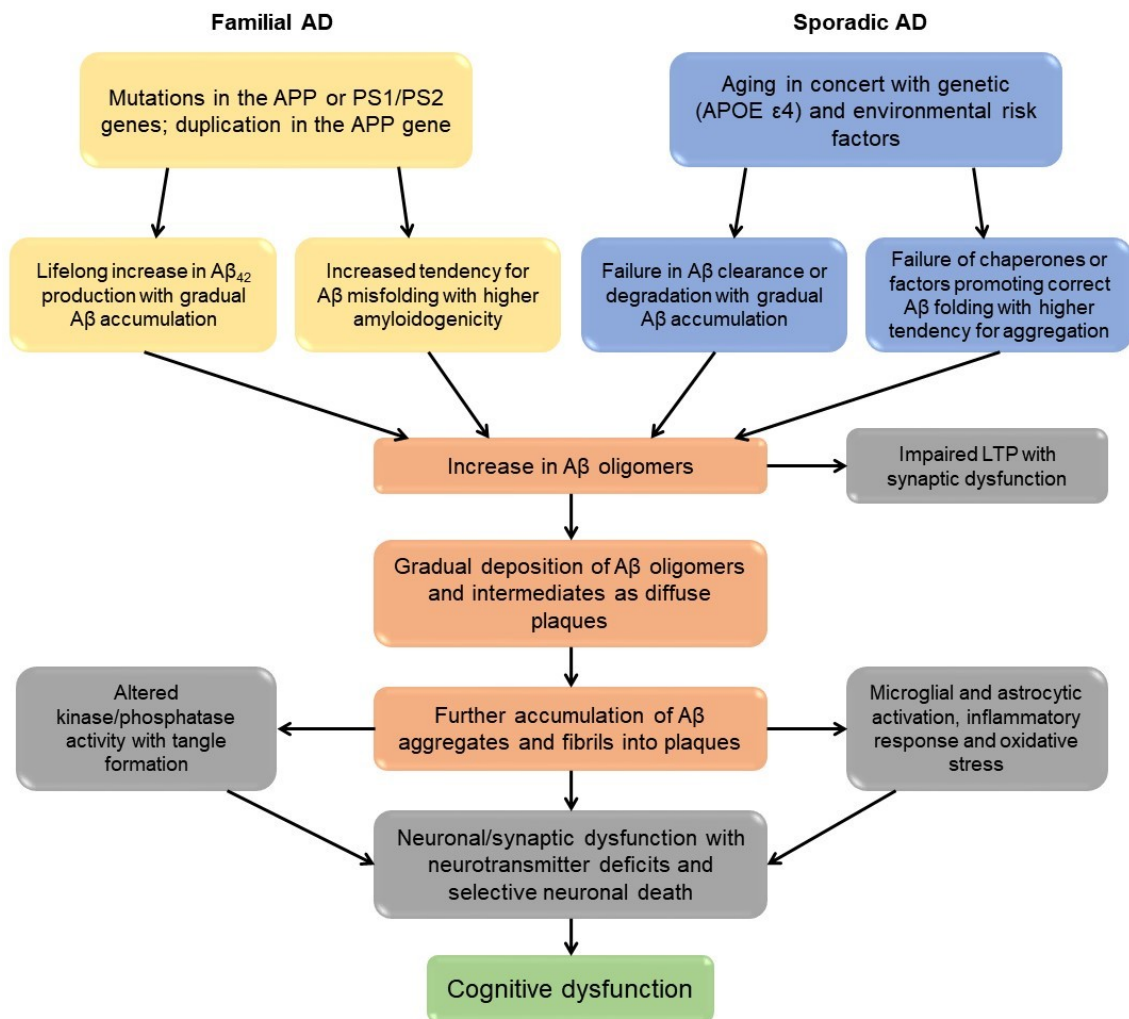 Familial AD
Sporadic AD
Mutations in the APP or PS1/PS2
genes; duplication in the APP gene
Aging in concert with genetic
(APOE ε4) and environmental risk
factors
Lifelong increase in Aβ₄₂
production with gradual
Aβ accumulation
Increased tendency for
Aβ misfolding with higher
amyloidogenicity
Failure in Aβ clearance or
degradation with gradual
Aβ accumulation
Failure of chaperones or
factors promoting correct
Aβ folding with higher
tendency for aggregation
Increase in Aβ oligomers
Impaired LTP with
synaptic dysfunction
Gradual deposition of Aβ oligomers
and intermediates as diffuse
plaques
Altered
kinase/phosphatase
activity with tangle
formation
Further accumulation of Aβ
aggregates and fibrils into plaques
Microglial and astrocytic
activation, inflammatory
response and oxidative
stress
Neuronal/synaptic dysfunction with
neurotransmitter deficits and
selective neuronal death
Cognitive dysfunction